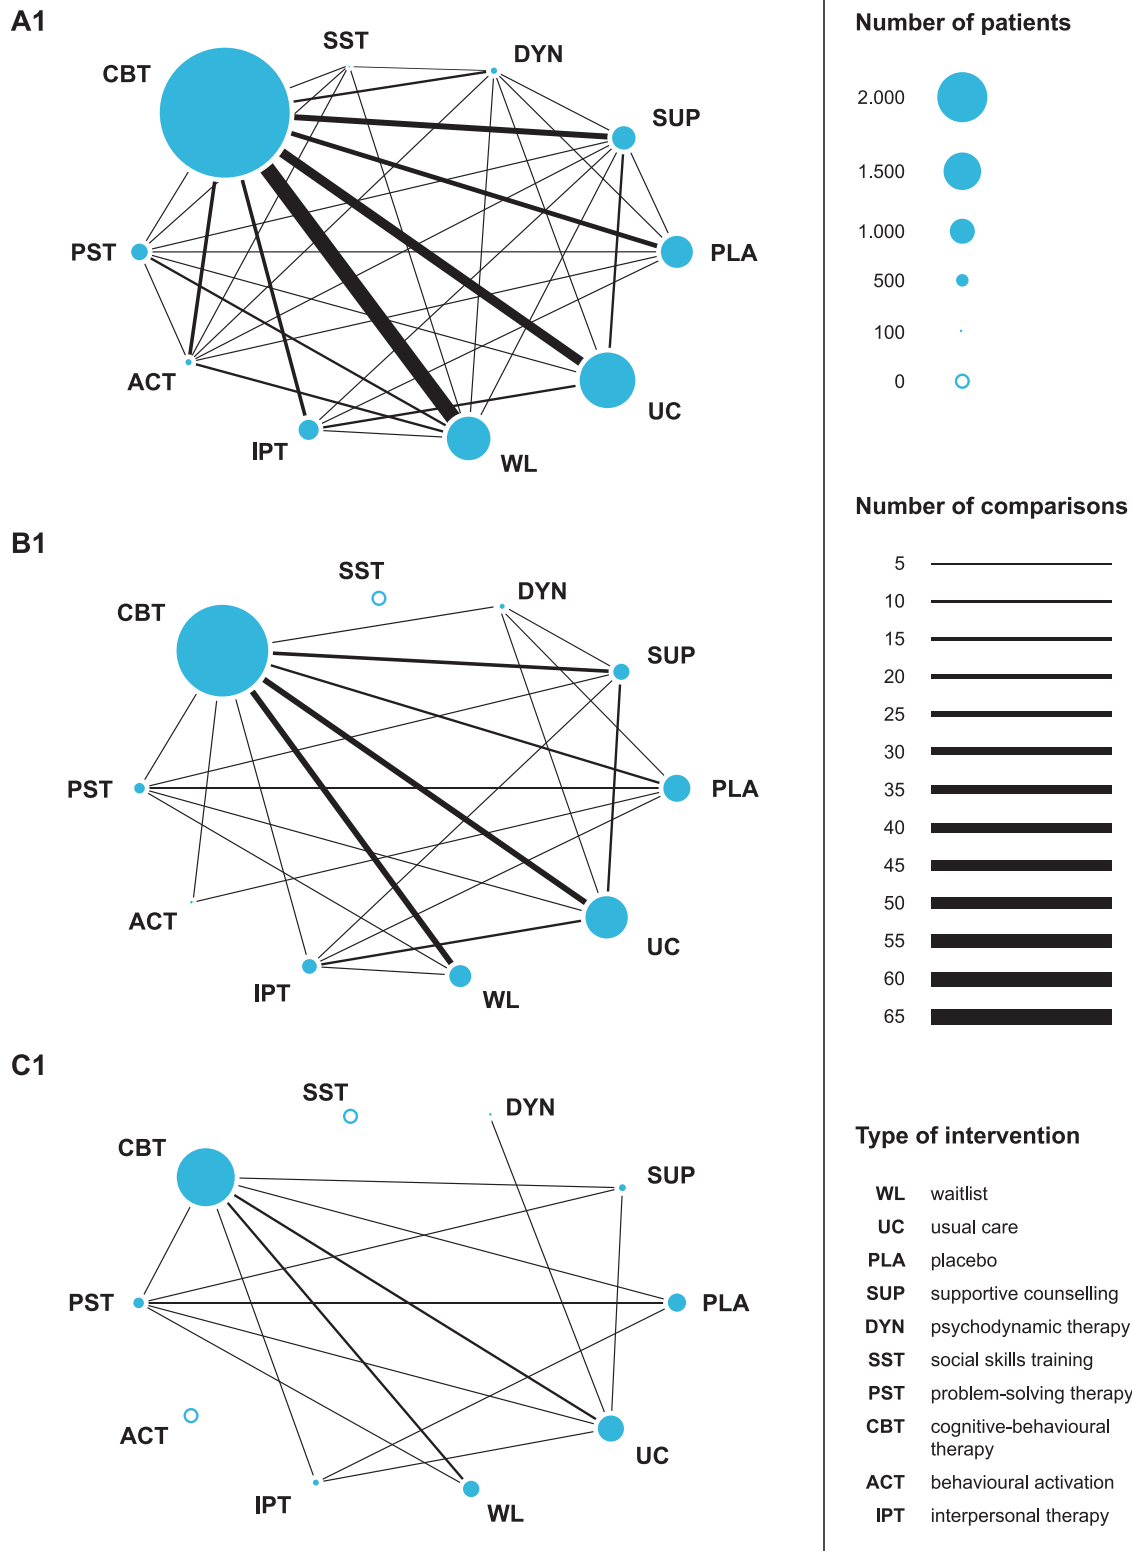 A1
SST
DYN
CBT
SUP
PST
PLA
ACT
UC
IPT
WL
B1
SST
DYN
CBT
SUP
PST
PLA
ACT
UC
IPT
WL
C1
SST
DYN
CBT
SUP
PST
PLA
ACT
UC
IPT
WL
Number of patients
2.000
1.500
1.000
500
100
0
Number of comparisons
5
10
15
20
25
30
35
40
45
50
55
60
65
Type of intervention
WL waitlist
UC usual care
PLA placebo
SUP supportive counselling
DYN psychodynamic therapy
SST social skills training
PST problem-solving therapy
CBT cognitive-behavioural
therapy
ACT behavioural activation
IPT interpersonal therapy